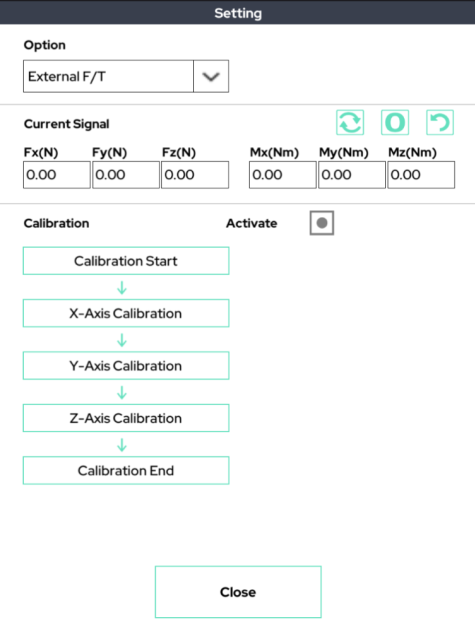 Setting
Option
External F/T
Current Signal
Fx(N) Fy(N) Fz(N) Mx(Nm) My(Nm) Mz(Nm)
0.00 0.00 0.00 0.00 0.00 0.00
Calibration Activate
Calibration Start
X-Axis Calibration
Y-Axis Calibration
Z-Axis Calibration
Calibration End
Close